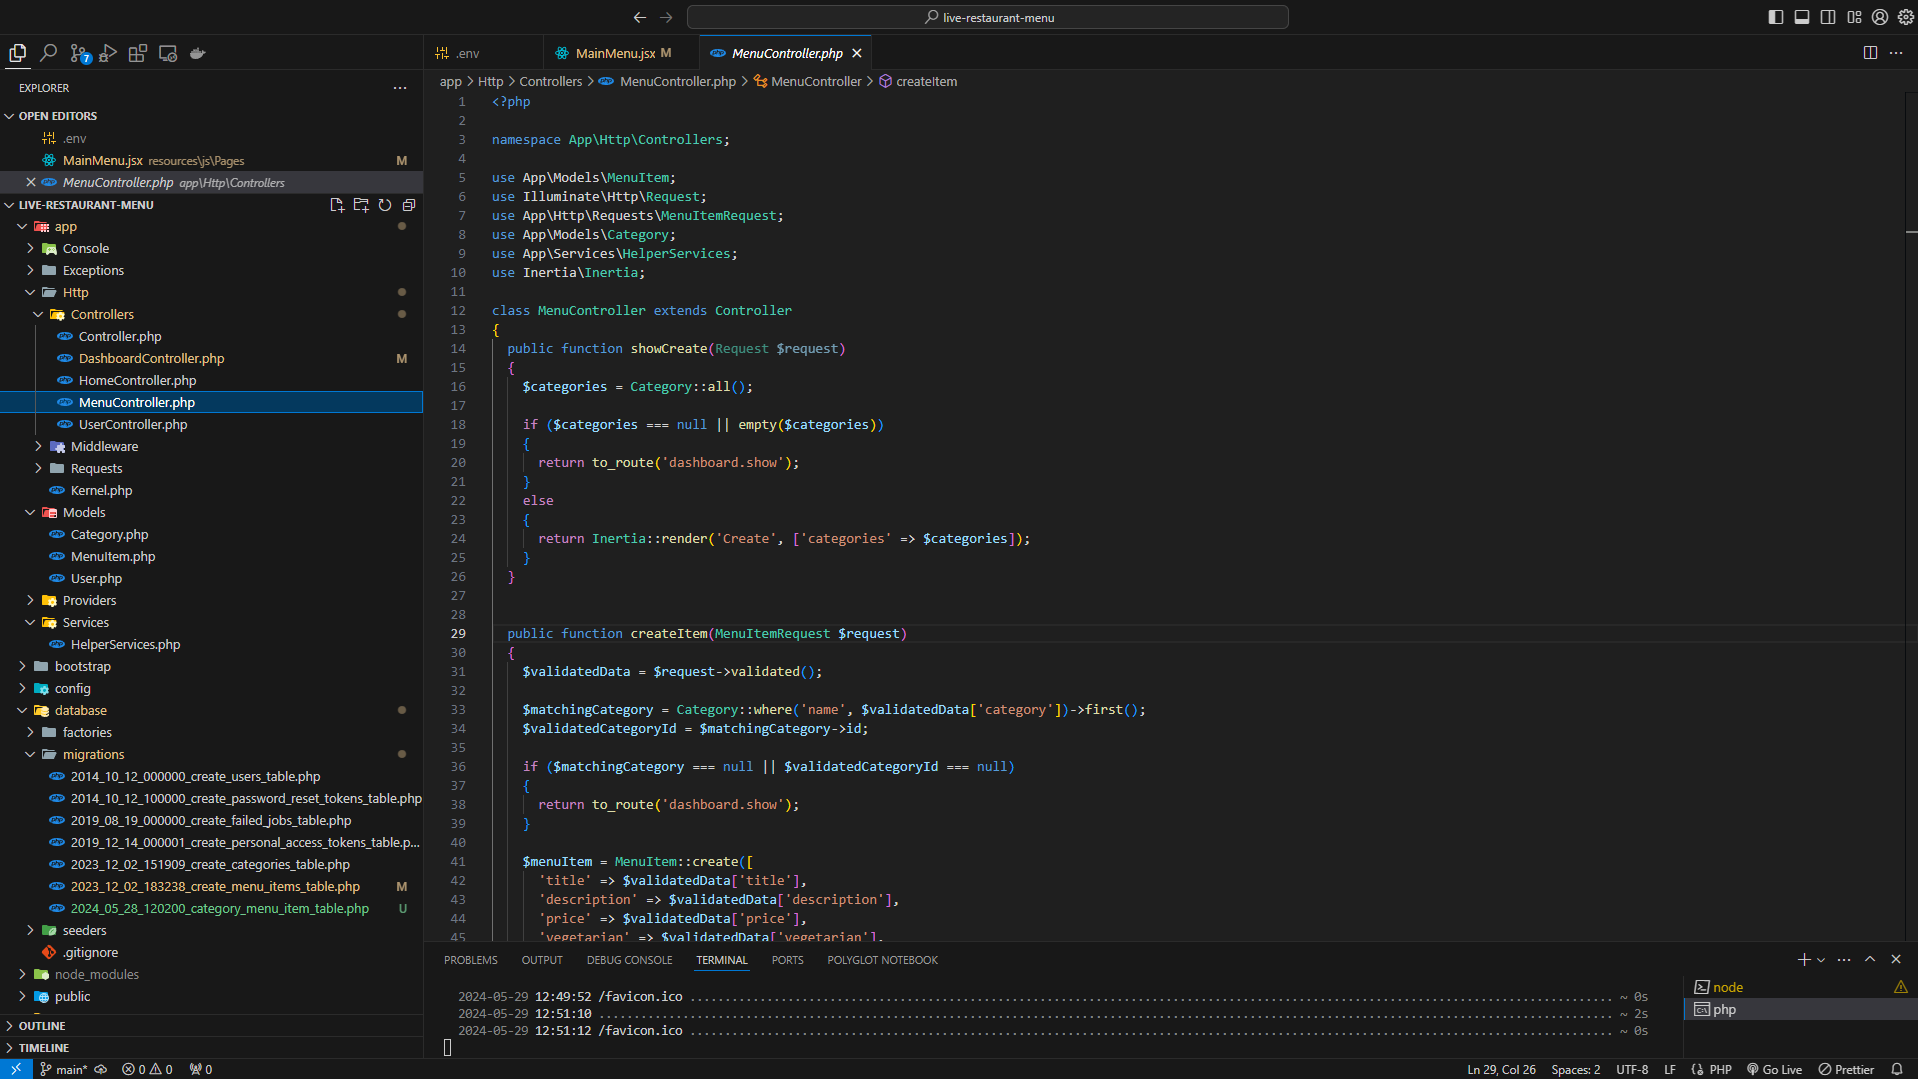 live-restaurant-menu
7
.env
MainMenu.jsx M
MenuController.php
EXPLORER
app > Http > Controllers > MenuController.php > MenuController > createItem
OPEN EDITORS
.env
MainMenu.jsx resources\js\Pages M
MenuController.php app\Http\Controllers
LIVE-RESTAURANT-MENU
app
Console
Exceptions
Http
Controllers
Controller.php
DashboardController.php M
HomeController.php
MenuController.php
UserController.php
Middleware
Requests
Kernel.php
Models
Category.php
MenuItem.php
User.php
Providers
Services
HelperServices.php
bootstrap
config
database
factories
migrations
2014_10_12_000000_create_users_table.php
2014_10_12_100000_create_password_reset_tokens_table.php
2019_08_19_000000_create_failed_jobs_table.php
2019_12_14_000001_create_personal_access_tokens_table.p...
2023_12_02_151909_create_categories_table.php
2023_12_02_183238_create_menu_items_table.php M
2024_05_28_120200_category_menu_item_table.php U
seeders
.gitignore
node_modules
public
OUTLINE
TIMELINE
1 <?php
2
3 namespace App\Http\Controllers;
4
5 use App\Models\MenuItem;
6 use Illuminate\Http\Request;
7 use App\Http\Requests\MenuItemRequest;
8 use App\Models\Category;
9 use App\Services\HelperServices;
10 use Inertia\Inertia;
11
12 class MenuController extends Controller
13 {
14 public function showCreate(Request $request)
15 {
16 $categories = Category::all();
17
18 if ($categories === null || empty($categories))
19 {
20 return to_route('dashboard.show');
21 }
22 else
23 {
24 return Inertia::render('Create', ['categories' => $categories]);
25 }
26 }
27
28
29 public function createItem(MenuItemRequest $request)
30 {
31 $validatedData = $request->validated();
32
33 $matchingCategory = Category::where('name', $validatedData['category'])->first();
34 $validatedCategoryId = $matchingCategory->id;
35
36 if ($matchingCategory === null || $validatedCategoryId === null)
37 {
38 return to_route('dashboard.show');
39 }
40
41 $menuItem = MenuItem::create([
42 'title' => $validatedData['title'],
43 'description' => $validatedData['description'],
44 'price' => $validatedData['price'],
45 'vegetarian' => $validatedData['vegetarian'],
PROBLEMS OUTPUT DEBUG CONSOLE TERMINAL PORTS POLYGLOT NOTEBOOK
2024-05-29 12:49:52 /favicon.ico ........ ~ 0s
2024-05-29 12:51:10 ........ ~ 2s
2024-05-29 12:51:12 /favicon.ico ........ ~ 0s
node
php
main* 0 0 0
Ln 29, Col 26 Spaces: 2 UTF-8 LF PHP Go Live Prettier